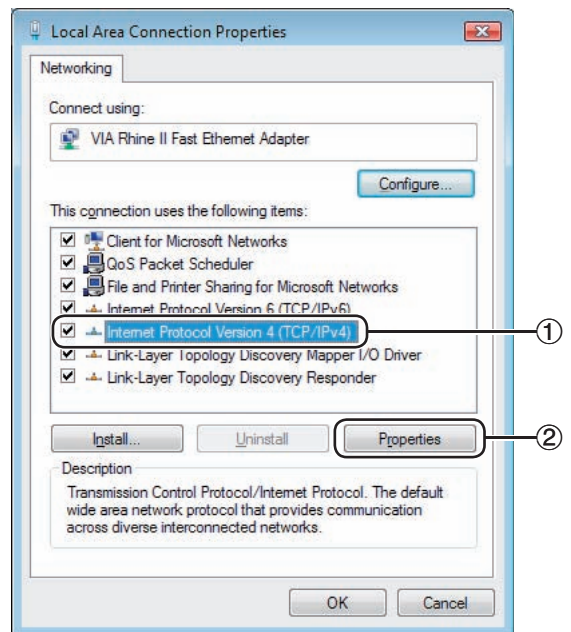 Local Area Connection Properties
Networking
Connect using:
VIA Rhine II Fast Ethernet Adapter
Configure...
This connection uses the following items:
Client for Microsoft Networks
QoS Packet Scheduler
File and Printer Sharing for Microsoft Networks
Internet Protocol Version 6 (TCP/IPv6)
Internet Protocol Version 4 (TCP/IPv4)
①
Link-Layer Topology Discovery Mapper I/O Driver
Link-Layer Topology Discovery Responder
Install...
Uninstall
Properties
②
Description
Transmission Control Protocol/Internet Protocol. The default
wide area network protocol that provides communication
across diverse interconnected networks.
OK
Cancel